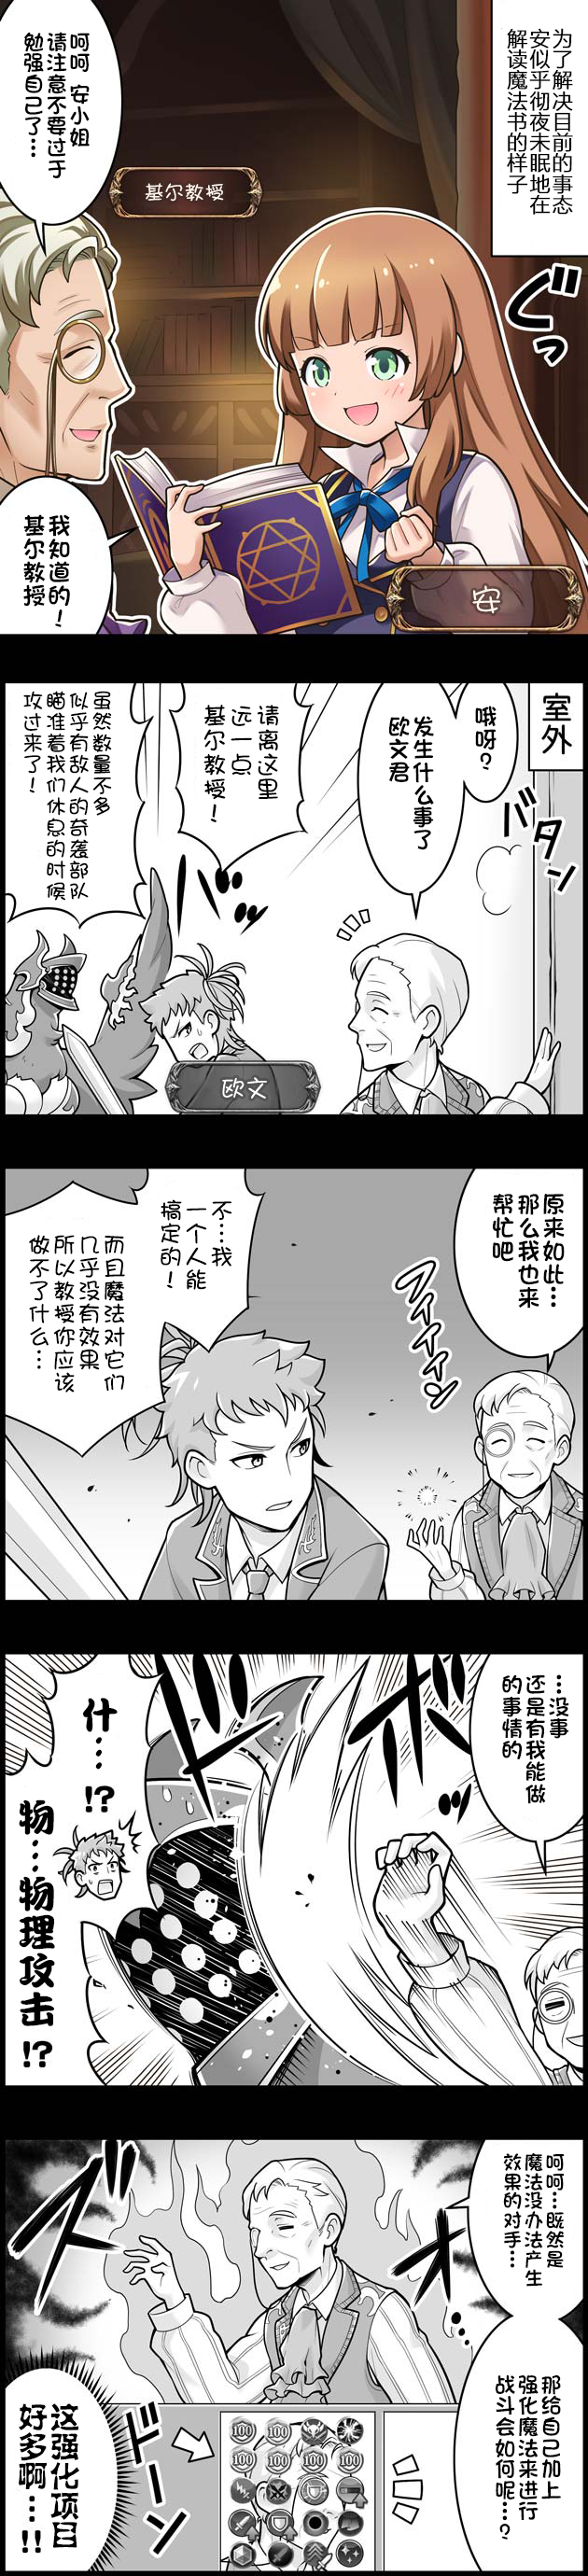 为了解决目前的事态
安似乎彻夜未眠地在
解读魔法书的样子
呵呵 安小姐
请注意不要过于
勉强自己了…
基尔教授
ぐっ
我知道的！
基尔教授
安
室外
バタン
哦呀？
发生什么事了
欧文君
请离这里
远一点
基尔教授！
虽然数量不多
似乎有敌人的奇袭部队
瞄准着我们休息的时候
攻过来了！
バッ
欧文
原来如此…
那么我也来
帮忙吧
フィィィン
不…我
一个人能
搞定的！
而且魔法对它们
几乎没有效果
所以教授你应该
做不了什么…
…没事
还是有我能做
的事情的
ドゴッ
什…!?
物…物理攻击!?
呵呵…既然是
魔法没办法产生
效果的对手…
那给自己加上
强化魔法来进行
战斗会如何呢…？
ドーン
100 100
100 100 100 100
这强化项目
好多啊…!!